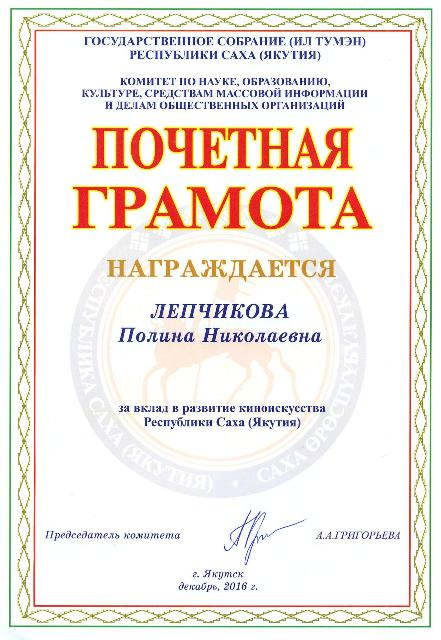 ГОСУДАРСТВЕННОЕ СОБРАНИЕ (ИЛ ТУМЭН)
РЕСПУБЛИКИ САХА (ЯКУТИЯ)
КОМИТЕТ ПО НАУКЕ, ОБРАЗОВАНИЮ,
КУЛЬТУРЕ, СРЕДСТВАМ МАССОВОЙ ИНФОРМАЦИИ
И ДЕЛАМ ОБЩЕСТВЕННЫХ ОРГАНИЗАЦИЙ
ПОЧЕТНАЯ
ГРАМОТА
НАГРАЖДАЕТСЯ
ЛЕПЧИКОВА
Полина Николаевна
за вклад в развитие киноискусства
Республики Саха (Якутия)
РЕСПУБЛИКА САХА (ЯКУТИЯ) • САХА ӨРӨСПҮҮБҮЛҮКЭТЭ
Председатель комитета
А.А.ГРИГОРЬЕВА
г. Якутск
декабрь, 2016 г.